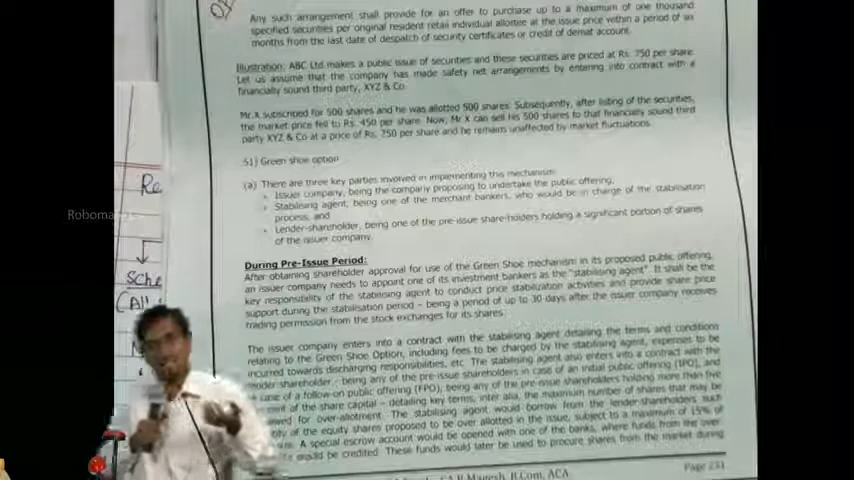 Any such arrangement shall provide for an offer to purchase up to a maximum of one thousand
specified securities per original resident retail individual allottee at the issue price within a period of six
months from the last date of despatch of security certificates or credit of demat account.
Illustration: ABC Ltd makes a public issue of securities and these securities are priced at Rs. 750 per share.
Let us assume that the company has made safety net arrangements by entering into contract with a
financially sound third party, XYZ & Co
Mr.X subscribed for 500 shares and he was allotted 500 shares. Subsequently, after listing of the securities,
the market price fell to Rs. 450 per share. Now, Mr X can sell his 500 shares to that financially sound third
party XYZ & Co at a price of Rs. 750 per share and he remains unaffected by market fluctuations.
51) Green shoe option
(a) There are three key parties involved in implementing this mechanism:
Issuer company, being the company proposing to undertake the public offering,
Stabilising agent, being one of the merchant bankers, who would be in charge of the stabilisation
process, and
Lender-shareholder, being one of the pre-issue share-holders holding a significant portion of shares
of the issuer company.
During Pre-Issue Period:
After obtaining shareholder approval for use of the Green Shoe mechanism in its proposed public offering,
an issuer company needs to appoint one of its investment bankers as the "stabilising agent". It shall be the
key responsibility of the stabilising agent to conduct price stabilization activities and provide share price
support during the stabilisation period - being a period of up to 30 days after the issuer company receives
trading permission from the stock exchanges for its shares.
The issuer company enters into a contract with the stabilising agent detailing the terms and conditions
relating to the Green Shoe Option, including fees to be charged by the stabilising agent, expenses to be
incurred towards discharging responsibilities, etc. The stabilising agent also enters into a contract with the
shareholder, being any of the pre-issue shareholders in case of an initial public offering (IPO), and
case of a follow-on public offering (FPO), being any of the pre-issue shareholders holding more than five
of the share capital - detailing key terms, inter alia, the maximum number of shares that may be
for over-allotment. The stabilising agent would borrow from the lender-shareholders such
of the equity shares proposed to be over allotted in the issue, subject to a maximum of 15% of
A special escrow account would be opened with one of the banks, where funds from the over
would be credited. These funds would later be used to procure shares from the market during
CA R Magesh, B.Com, ACA
Page 231
Re
Sche
(All